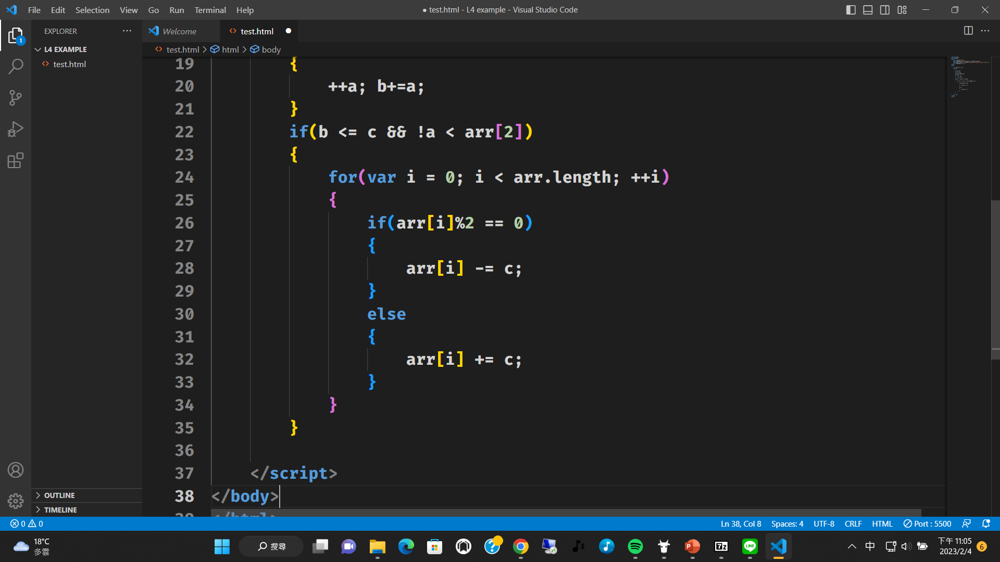 File Edit Selection View Go Run Terminal Help
● test.html - L4 example - Visual Studio Code
EXPLORER
Welcome
test.html
L4 EXAMPLE
test.html > html > body
test.html
1
19 {
20 ++a; b+=a;
21 }
22 if(b <= c && !a < arr[2])
23 {
24 for(var i = 0; i < arr.length; ++i)
25 {
26 if(arr[i]%2 == 0)
27 {
28 arr[i] -= c;
29 }
30 else
31 {
32 arr[i] += c;
33 }
34 }
35 }
36
37 </script>
38 </body>
39 </html>
OUTLINE
TIMELINE
0 0
Ln 38, Col 8 Spaces: 4 UTF-8 CRLF HTML Port : 5500
18°C
多雲
搜尋
中
下午 11:05
2023/2/4
6